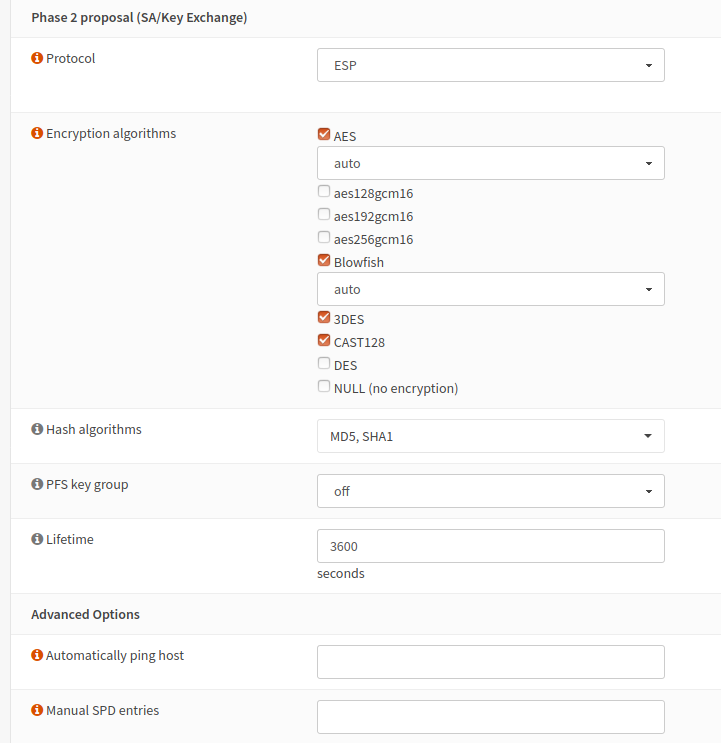 Phase 2 proposal (SA/Key Exchange)
Protocol
ESP
Encryption algorithms
AES
auto
aes128gcm16
aes192gcm16
aes256gcm16
Blowfish
auto
3DES
CAST128
DES
NULL (no encryption)
Hash algorithms
MD5, SHA1
PFS key group
off
Lifetime
3600
seconds
Advanced Options
Automatically ping host
Manual SPD entries